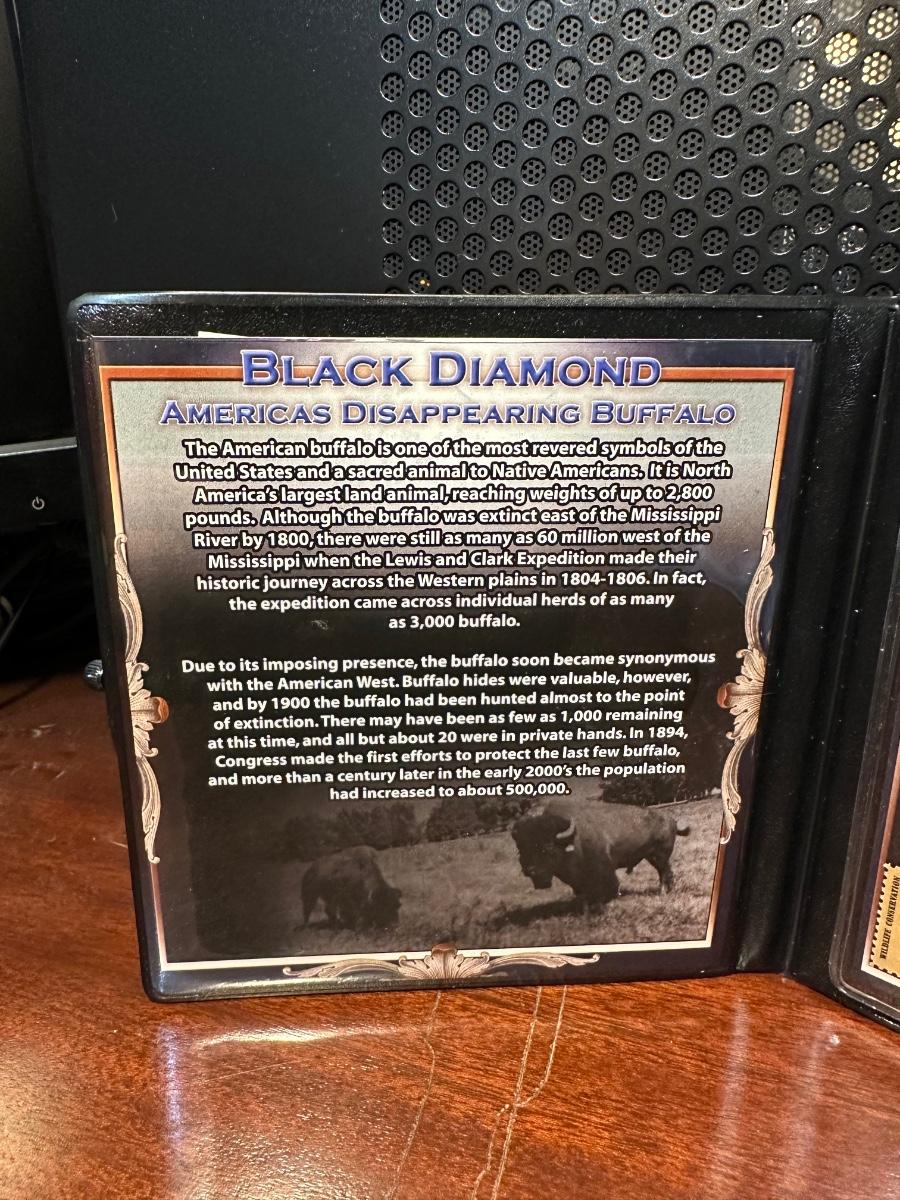 BLACK DIAMOND
AMERICAS DISAPPEARING BUFFALO
The American buffalo is one of the most revered symbols of the
United States and a sacred animal to Native Americans. It is North
America's largest land animal, reaching weights of up to 2,800
pounds. Although the buffalo was extinct east of the Mississippi
River by 1800, there were still as many as 60 million west of the
Mississippi when the Lewis and Clark Expedition made their
historic journey across the Western plains in 1804-1806. In fact,
the expedition came across individual herds of as many
as 3,000 buffalo.
Due to its imposing presence, the buffalo soon became synonymous
with the American West. Buffalo hides were valuable, however,
and by 1900 the buffalo had been hunted almost to the point
of extinction. There may have been as few as 1,000 remaining
at this time, and all but about 20 were in private hands. In 1894,
Congress made the first efforts to protect the last few buffalo,
and more than a century later in the early 2000's the population
had increased to about 500,000.
WILDLIFE CONSERVATION